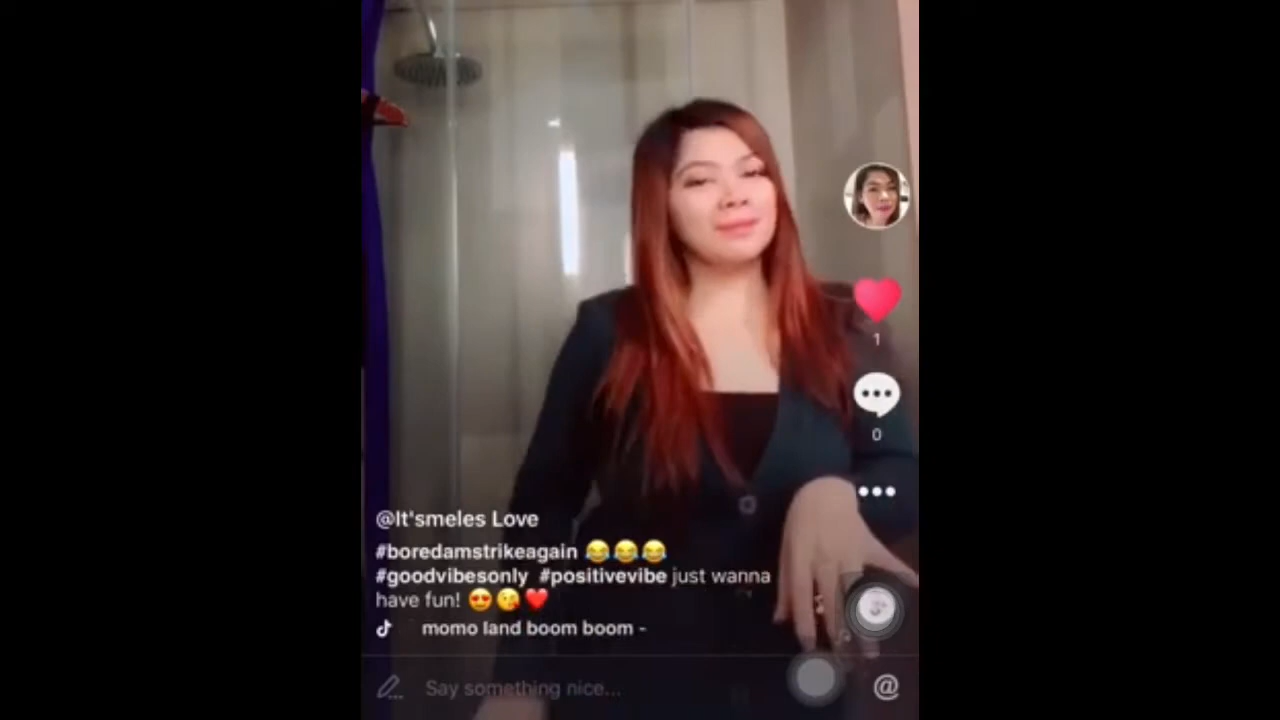 1
0
@It'smeles Love
#boredamstrikeagain 😂😂😂
#goodvibesonly #positivevibe just wanna
have fun! 😍😘❤️
momo land boom boom -
Say something nice...
@